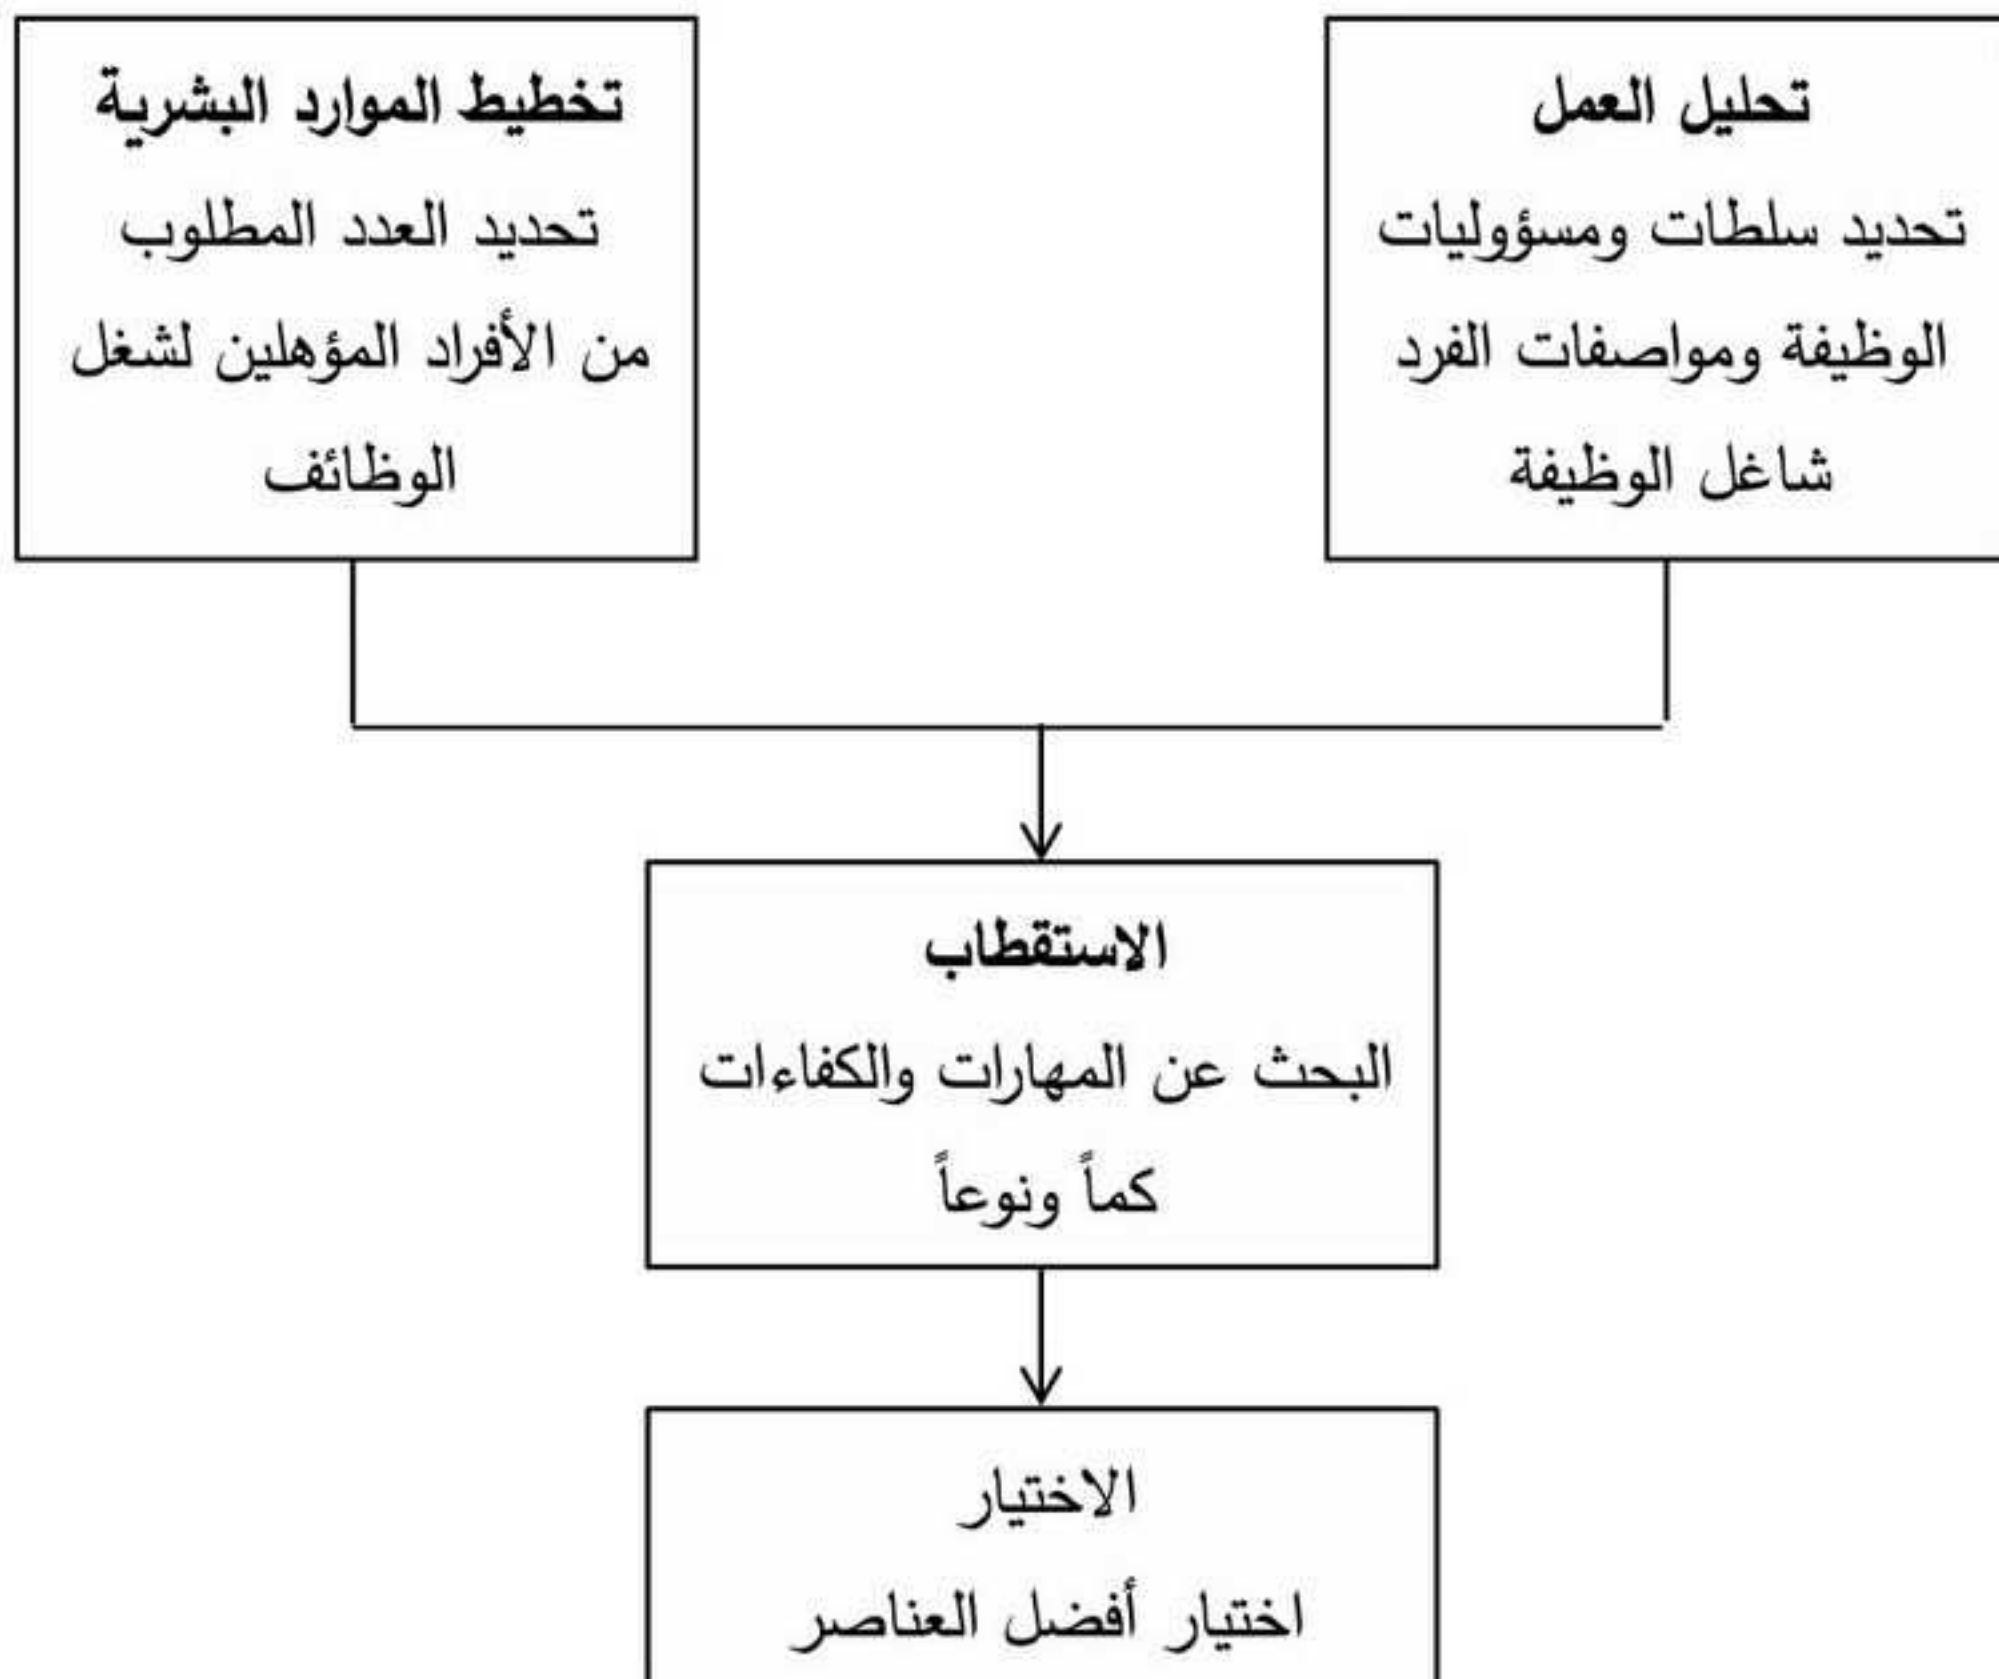 تحليل العمل
تحديد سلطات ومسؤوليات
الوظيفة ومواصفات الفرد
شاغل الوظيفة
تخطيط الموارد البشرية
تحديد العدد المطلوب
من الأفراد المؤهلين لشغل
الوظائف
الاستقطاب
البحث عن المهارات والكفاءات
كماً ونوعاً
الاختيار
اختيار أفضل العناصر